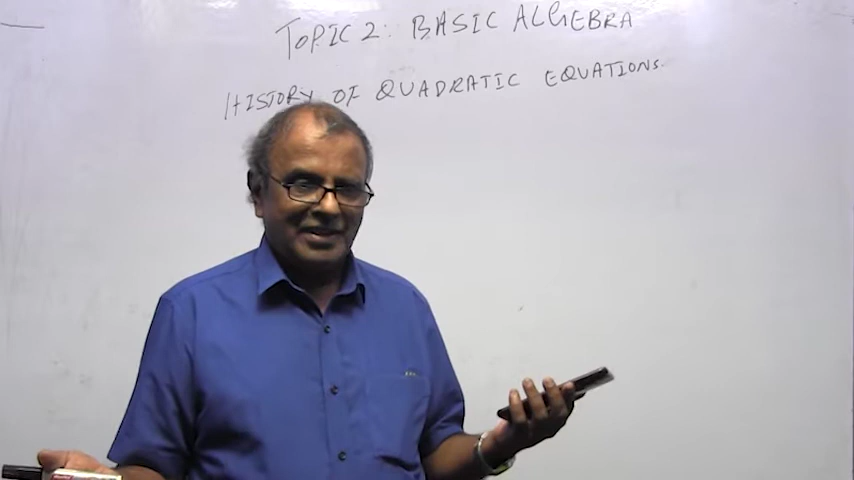 TOPIC 2: BASIC ALGEBRA
HISTORY OF QUADRATIC EQUATIONS.